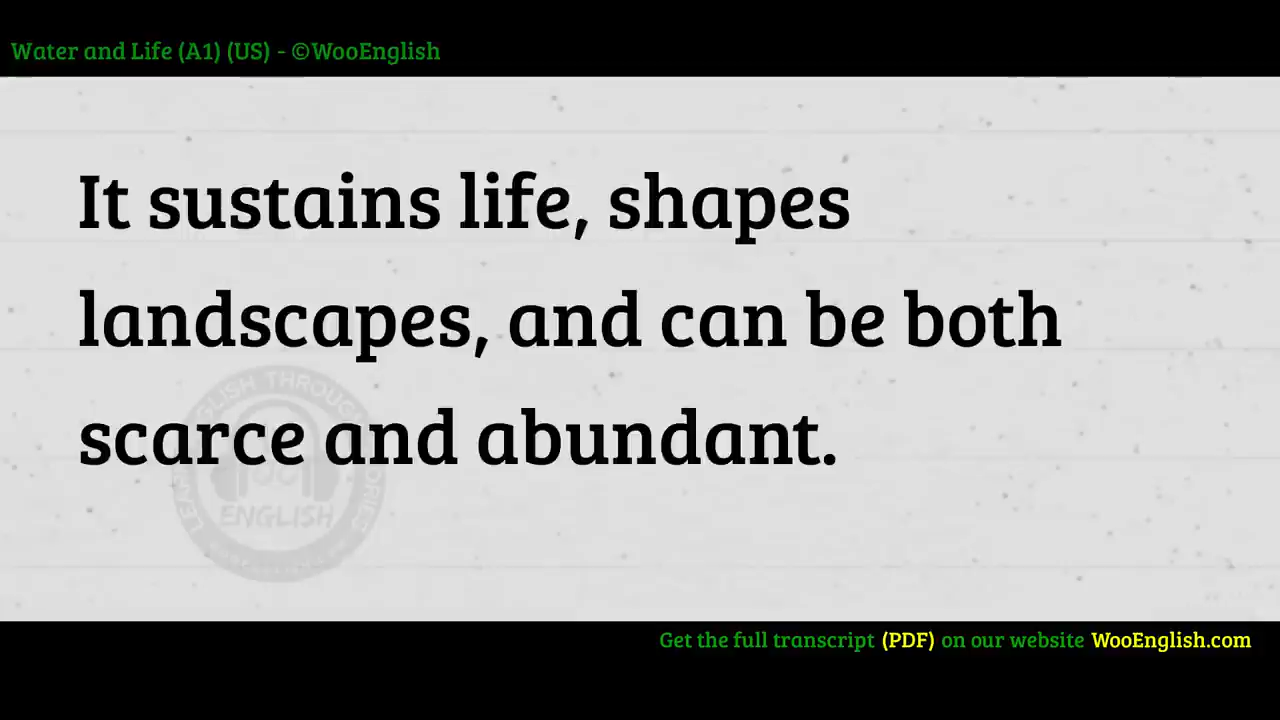 Water and Life (A1) (US) - ©WooEnglish
It sustains life, shapes
landscapes, and can be both
scarce and abundant.
ENGLISH
Get the full transcript (PDF) on our website WooEnglish.com